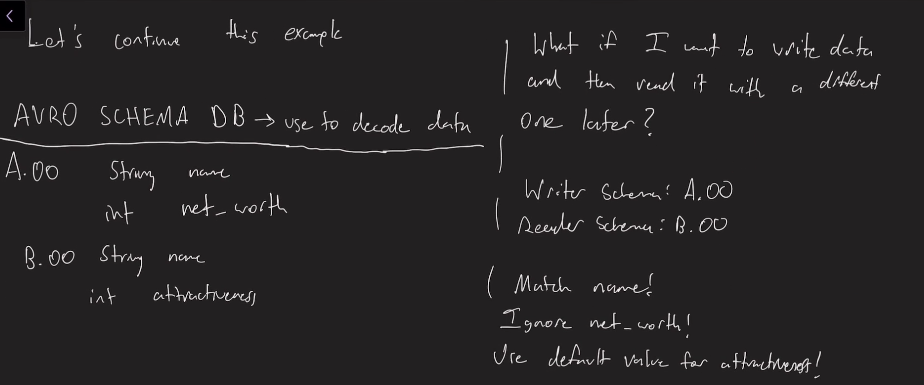 Let's continue this example
AVRO SCHEMA DB → use to decode data
A.00 String name
int net_worth
B.00 String name
int attractiveness
What if I want to write data
and then read it with a different
one later?
Writer Schema: A.00
Reader Schema: B.00
Match name!
Ignore net_worth!
Use default value for attractiveness!